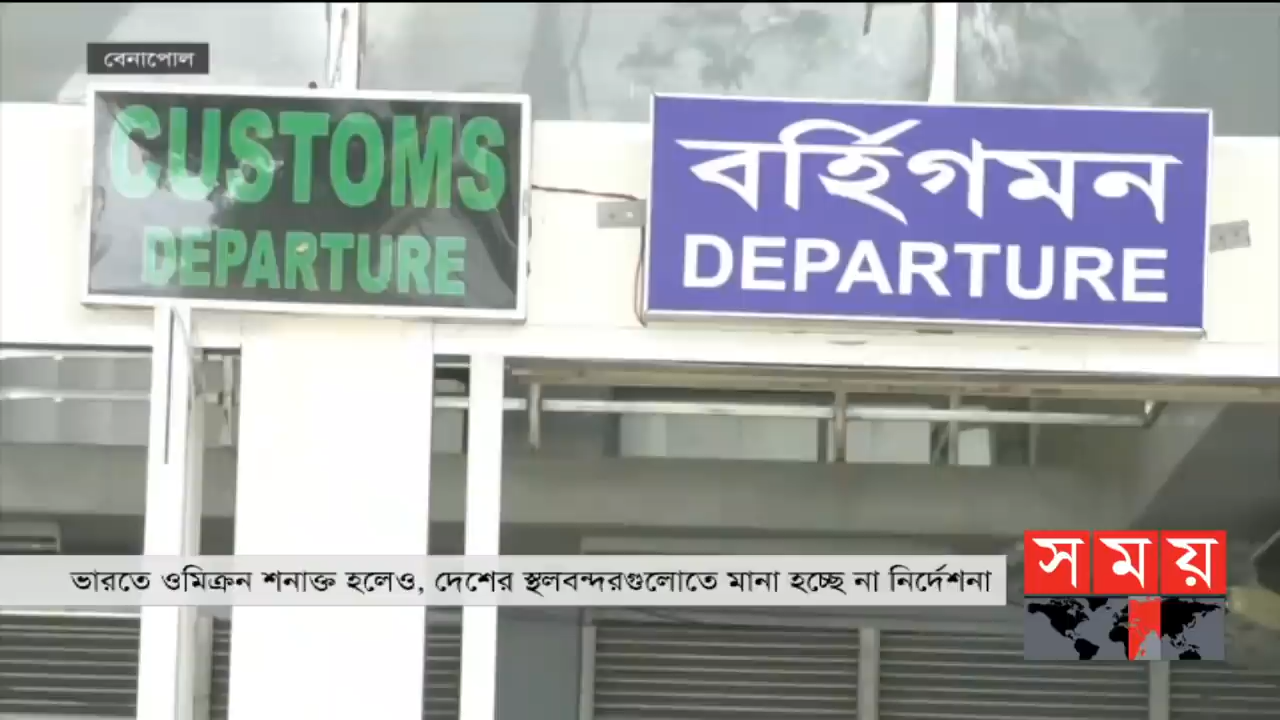 বেনাপোল
CUSTOMS
DEPARTURE
বর্হিগমন
DEPARTURE
ভারতে ওমিক্রন শনাক্ত হলেও, দেশের স্থলবন্দরগুলোতে মানা হচ্ছে না নির্দেশনা
সময়